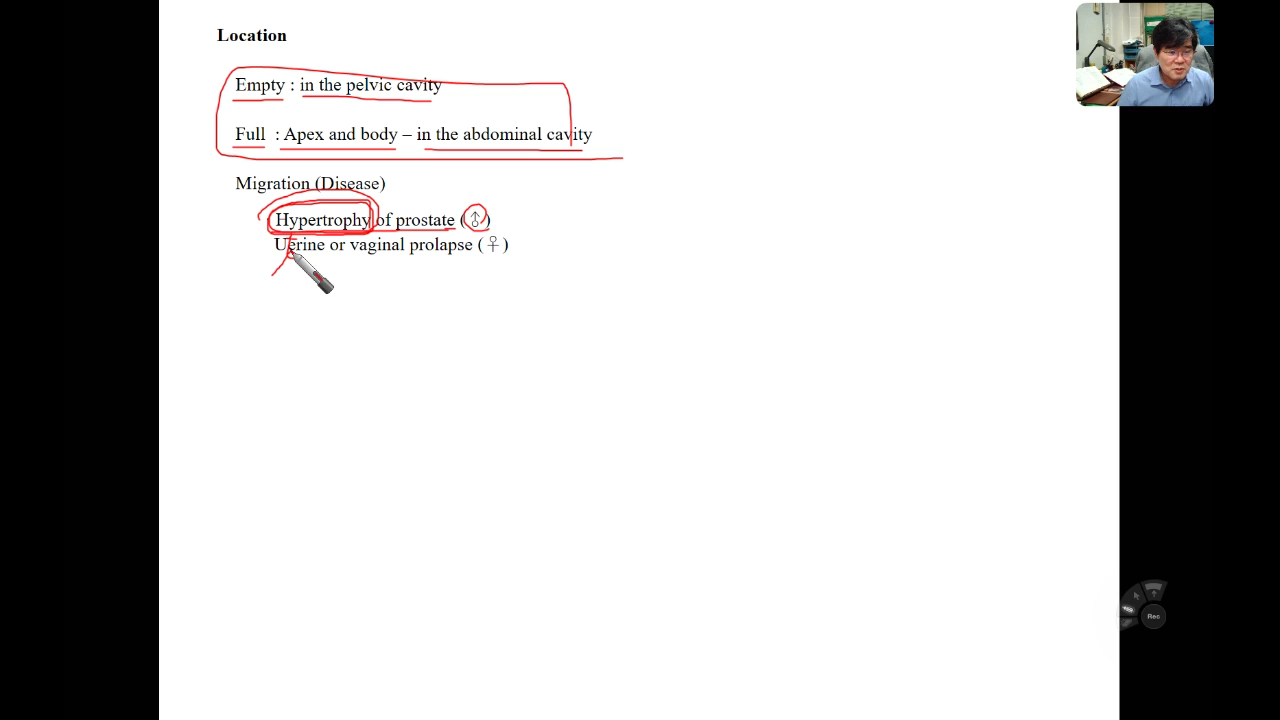 Location
Empty : in the pelvic cavity
Full : Apex and body – in the abdominal cavity
Migration (Disease)
Hypertrophy of prostate (♂)
Uterine or vaginal prolapse (♀)
Rec